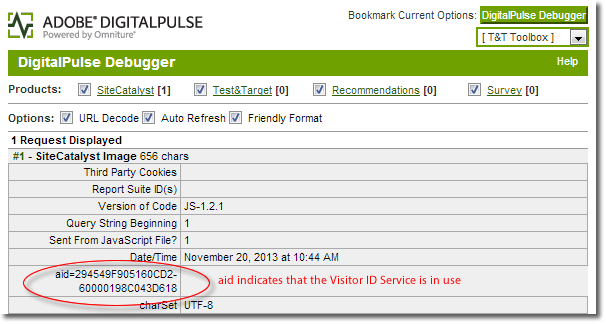 ADOBE® DIGITALPULSE
Powered by Omniture®
Bookmark Current Options: DigitalPulse Debugger
[ T&T Toolbox ]
DigitalPulse Debugger Help
Products: SiteCatalyst [1] Test&Target [0] Recommendations [0] Survey [0]
Options: URL Decode Auto Refresh Friendly Format
1 Request Displayed
#1 - SiteCatalyst Image 656 chars
Third Party Cookies
Report Suite ID(s)
Version of Code JS-1.2.1
Query String Beginning 1
Sent From JavaScript File? 1
Date/Time November 20, 2013 at 10:44 AM
aid=294549F905160CD2-
60000198C043D618
aid indicates that the Visitor ID Service is in use
charSet UTF-8